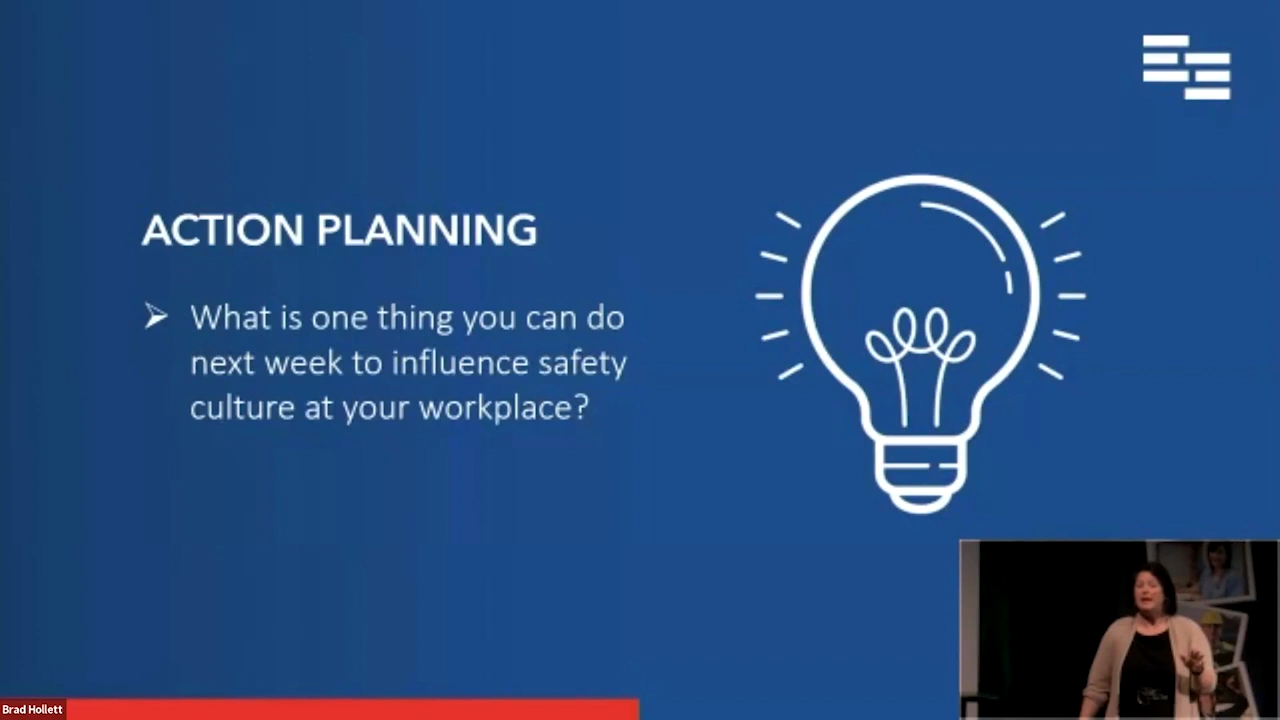 ACTION PLANNING
➢ What is one thing you can do
next week to influence safety
culture at your workplace?
Brad Hollett